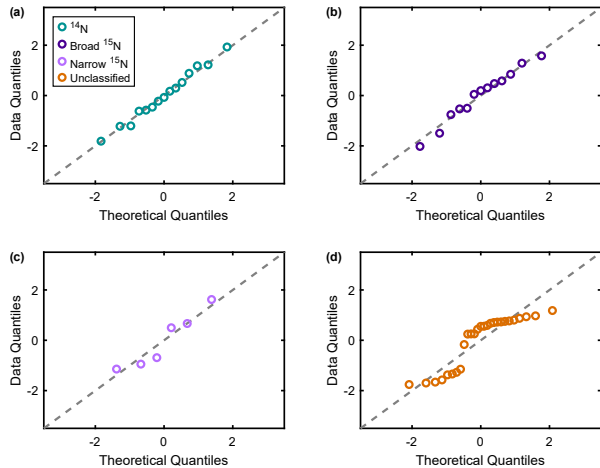 (a)
¹⁴N
Broad ¹⁵N
Narrow ¹⁵N
Unclassified
2
0
-2
-2
0
2
Data Quantiles
Theoretical Quantiles
(b)
2
0
-2
-2
0
2
Data Quantiles
Theoretical Quantiles
(c)
2
0
-2
-2
0
2
Data Quantiles
Theoretical Quantiles
(d)
2
0
-2
-2
0
2
Data Quantiles
Theoretical Quantiles